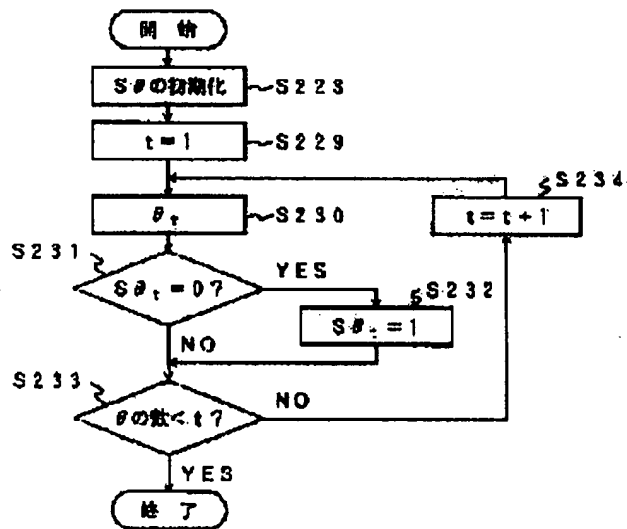 開始
Sθの初期化
S223
t=1
S229
θt
S230
S234
t=t+1
S231
Sθt=0?
YES
S232
Sθt=1
NO
S233
θの数<t?
NO
YES
終了